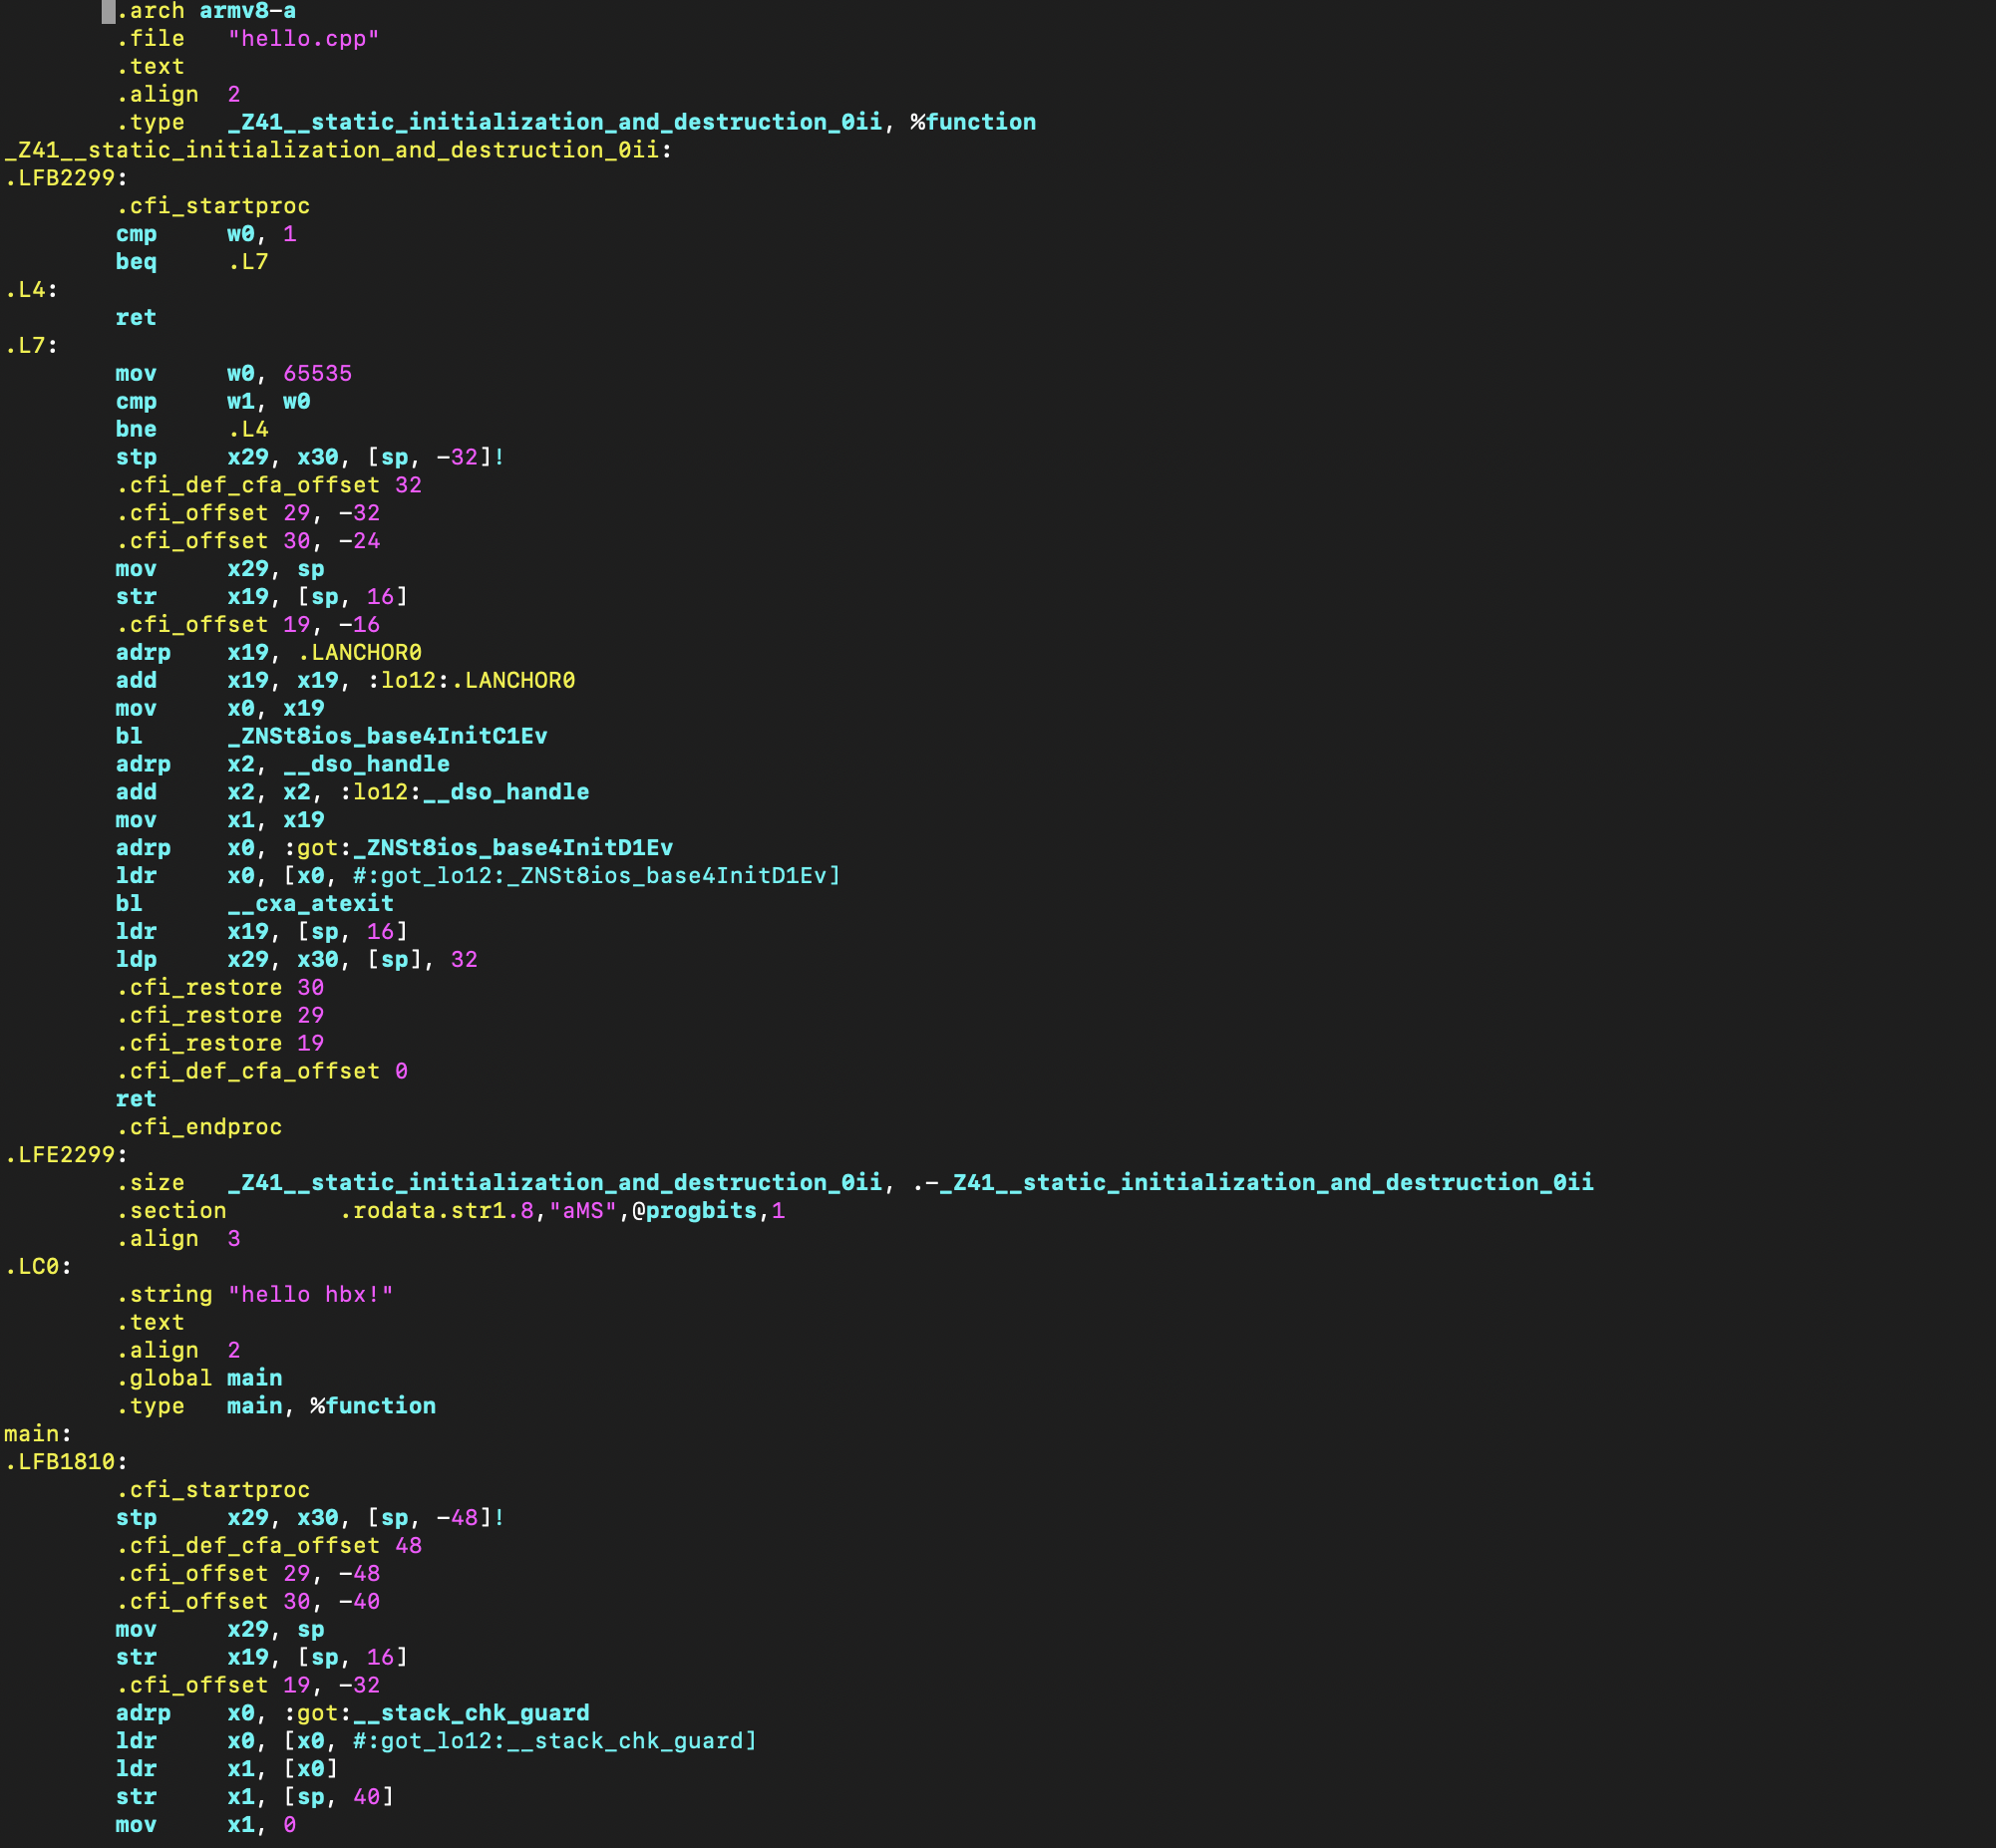 .arch armv8-a
.file "hello.cpp"
.text
.align 2
.type _Z41__static_initialization_and_destruction_0ii, %function
_Z41__static_initialization_and_destruction_0ii:
.LFB2299:
.cfi_startproc
cmp w0, 1
beq .L7
.L4:
ret
.L7:
mov w0, 65535
cmp w1, w0
bne .L4
stp x29, x30, [sp, -32]!
.cfi_def_cfa_offset 32
.cfi_offset 29, -32
.cfi_offset 30, -24
mov x29, sp
str x19, [sp, 16]
.cfi_offset 19, -16
adrp x19, .LANCHOR0
add x19, x19, :lo12:.LANCHOR0
mov x0, x19
bl _ZNSt8ios_base4InitC1Ev
adrp x2, __dso_handle
add x2, x2, :lo12:__dso_handle
mov x1, x19
adrp x0, :got:_ZNSt8ios_base4InitD1Ev
ldr x0, [x0, #:got_lo12:_ZNSt8ios_base4InitD1Ev]
bl __cxa_atexit
ldr x19, [sp, 16]
ldp x29, x30, [sp], 32
.cfi_restore 30
.cfi_restore 29
.cfi_restore 19
.cfi_def_cfa_offset 0
ret
.cfi_endproc
.LFE2299:
.size _Z41__static_initialization_and_destruction_0ii, .-_Z41__static_initialization_and_destruction_0ii
.section .rodata.str1.8,"aMS",@progbits,1
.align 3
.LC0:
.string "hello hbx!"
.text
.align 2
.global main
.type main, %function
main:
.LFB1810:
.cfi_startproc
stp x29, x30, [sp, -48]!
.cfi_def_cfa_offset 48
.cfi_offset 29, -48
.cfi_offset 30, -40
mov x29, sp
str x19, [sp, 16]
.cfi_offset 19, -32
adrp x0, :got:__stack_chk_guard
ldr x0, [x0, #:got_lo12:__stack_chk_guard]
ldr x1, [x0]
str x1, [sp, 40]
mov x1, 0